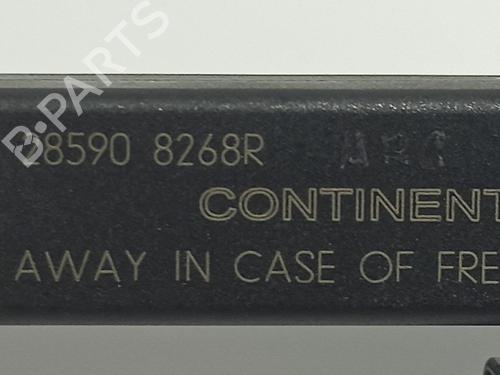 B-PARTS
28590 8268R
CONTINENT
AWAY IN CASE OF FRE